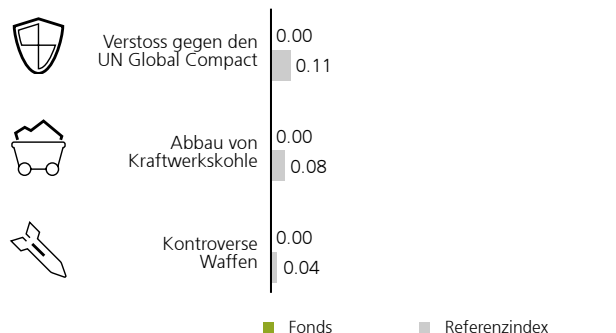 0.00
Verstoss gegen den
UN Global Compact
0.11
0.00
Abbau von
Kraftwerkskohle
0.08
0.00
Kontroverse
Waffen
0.04
Fonds Referenzindex